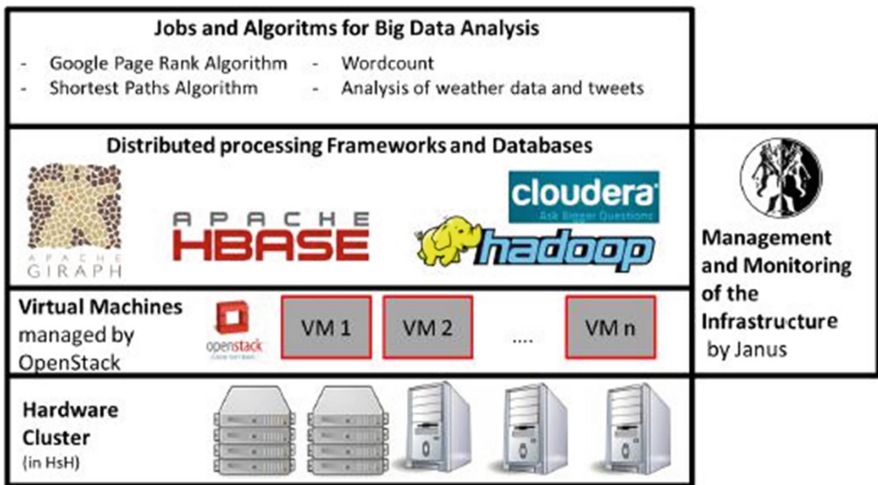 Jobs and Algoritms for Big Data Analysis
- Google Page Rank Algorithm - Wordcount
- Shortest Paths Algorithm - Analysis of weather data and tweets
Distributed processing Frameworks and Databases
APACHE
GIRAPH
APACHE
HBASE
cloudera
Ask Bigger Questions
hadoop
Management
and Monitoring
of the
Infrastructure
by Janus
Virtual Machines
managed by
OpenStack
openstack
VM 1
VM 2
....
VM n
Hardware
Cluster
(in HsH)